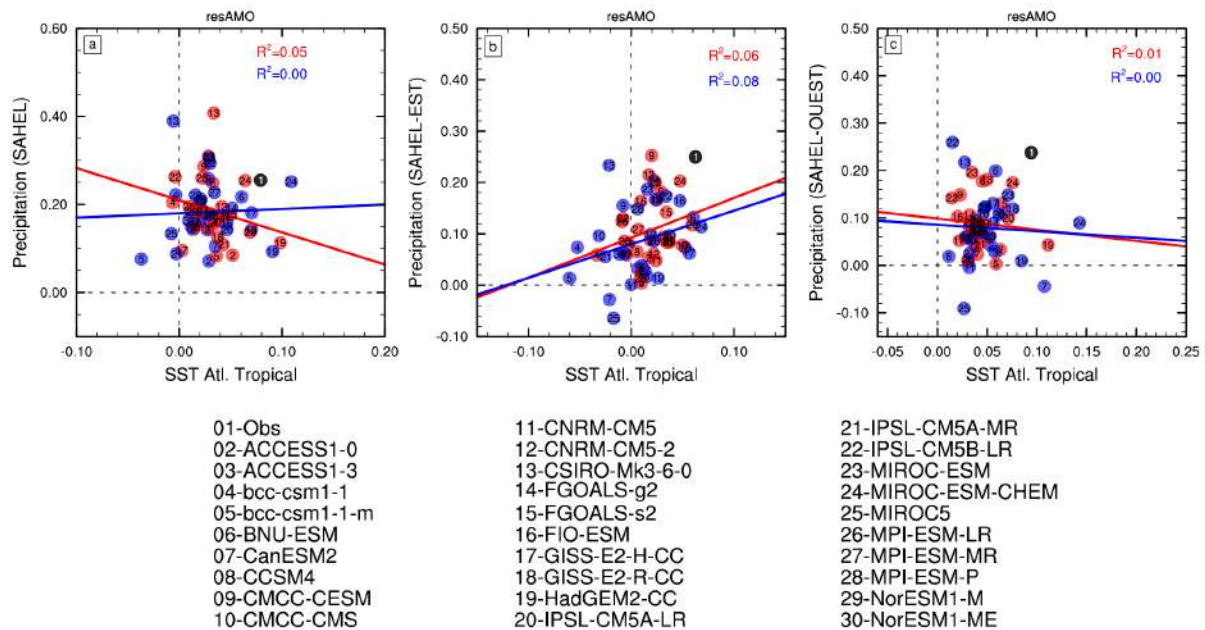 resAMO
a
R²=0.05
R²=0.00
0.60
0.40
0.20
0.00
Precipitation (SAHEL)
-0.10
0.00
0.10
0.20
SST Atl. Tropical
resAMO
b
R²=0.06
R²=0.08
0.50
0.40
0.30
0.20
0.10
0.00
-0.10
Precipitation (SAHEL-EST)
0.00
0.10
SST Atl. Tropical
resAMO
c
R²=0.01
R²=0.00
0.50
0.40
0.30
0.20
0.10
0.00
-0.10
Precipitation (SAHEL-OUEST)
-0.05
0.00
0.05
0.10
0.15
0.20
0.25
SST Atl. Tropical
01-Obs
02-ACCESS1-0
03-ACCESS1-3
04-bcc-csm1-1
05-bcc-csm1-1-m
06-BNU-ESM
07-CanESM2
08-CCSM4
09-CMCC-CESM
10-CMCC-CMS
11-CNRM-CM5
12-CNRM-CM5-2
13-CSIRO-Mk3-6-0
14-FGOALS-g2
15-FGOALS-s2
16-FIO-ESM
17-GISS-E2-H-CC
18-GISS-E2-R-CC
19-HadGEM2-CC
20-IPSL-CM5A-LR
21-IPSL-CM5A-MR
22-IPSL-CM5B-LR
23-MIROC-ESM
24-MIROC-ESM-CHEM
25-MIROC5
26-MPI-ESM-LR
27-MPI-ESM-MR
28-MPI-ESM-P
29-NorESM1-M
30-NorESM1-ME